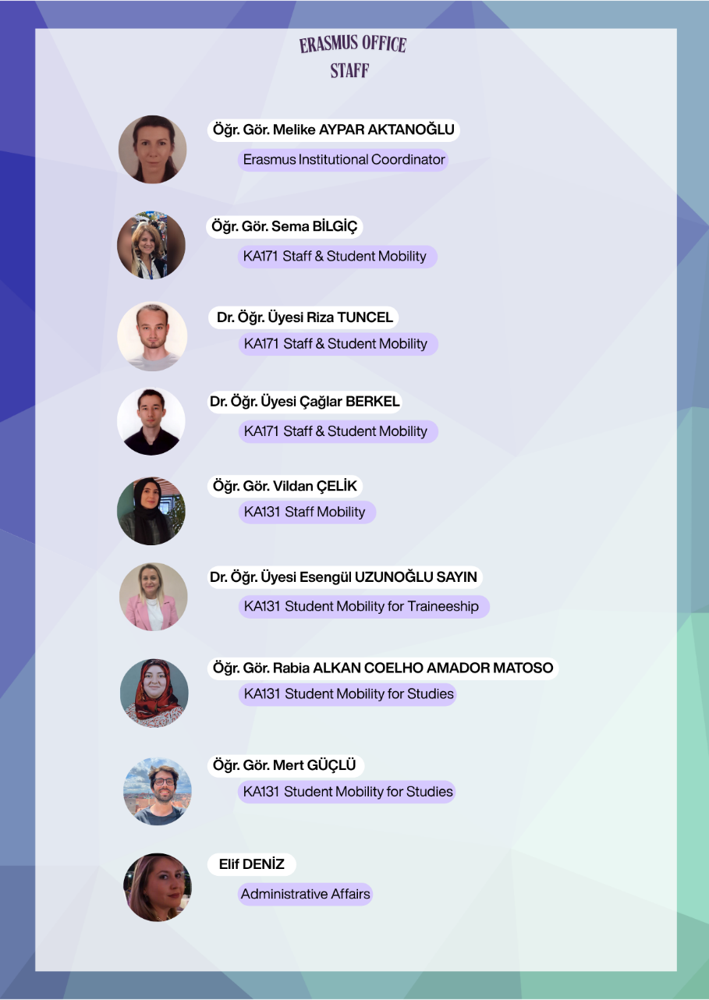 ERASMUS OFFICE
STAFF
Öğr. Gör. Melike AYPAR AKTANOĞLU
Erasmus Institutional Coordinator
Öğr. Gör. Sema BİLGİÇ
KA171 Staff & Student Mobility
Dr. Öğr. Üyesi Riza TUNCEL
KA171 Staff & Student Mobility
Dr. Öğr. Üyesi Çağlar BERKEL
KA171 Staff & Student Mobility
Öğr. Gör. Vildan ÇELİK
KA131 Staff Mobility
Dr. Öğr. Üyesi Esengül UZUNOĞLU SAYIN
KA131 Student Mobility for Traineeship
Öğr. Gör. Rabia ALKAN COELHO AMADOR MATOSO
KA131 Student Mobility for Studies
Öğr. Gör. Mert GÜÇLÜ
KA131 Student Mobility for Studies
Elif DENİZ
Administrative Affairs